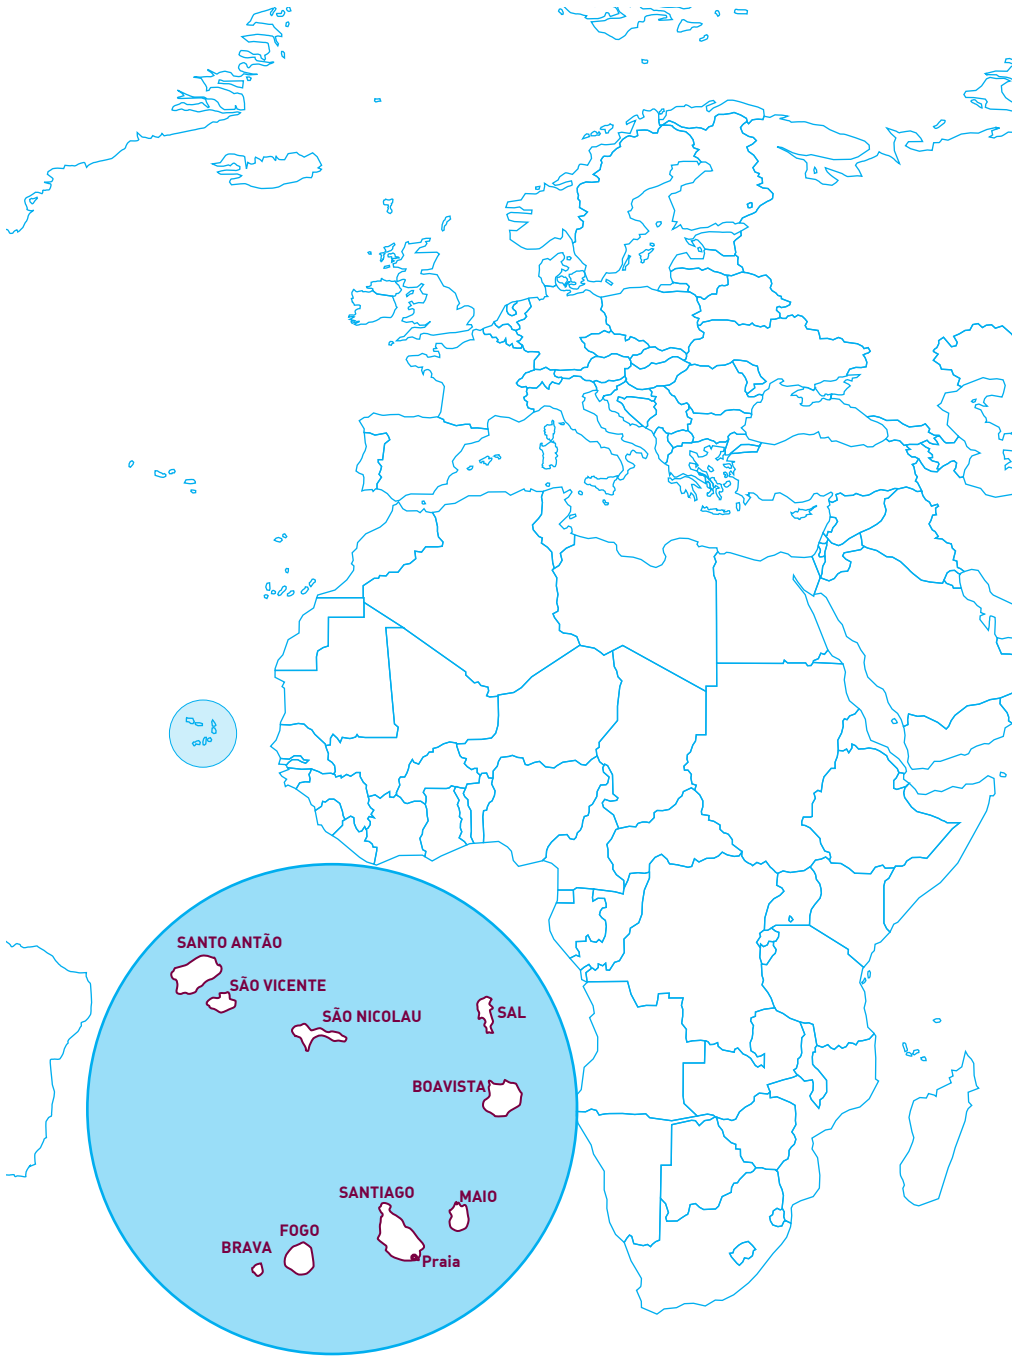 SANTO ANTÃO
SÃO VICENTE
SÃO NICOLAU
SAL
BOAVISTA
SANTIAGO
MAIO
FOGO
BRAVA
Praia